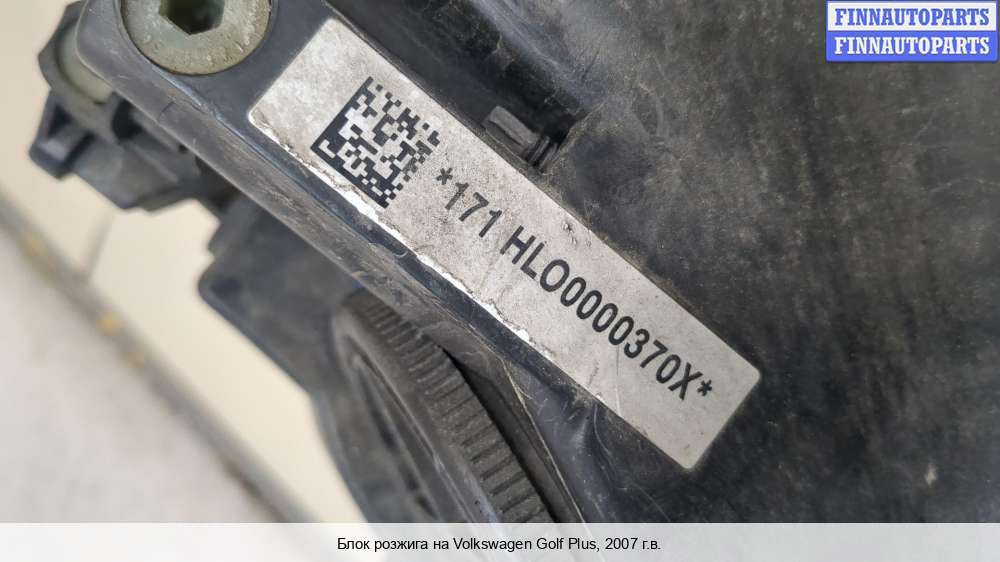 FINNAUTOPARTS
FINNAUTOPARTS
*171 HLO0000370X*
Блок розжига на Volkswagen Golf Plus, 2007 г.в.